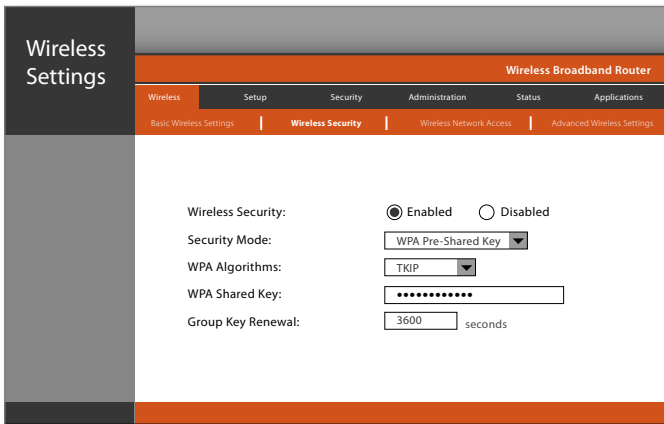 Wireless
Settings
Wireless Broadband Router
Wireless Setup Security Administration Status Applications
Basic Wireless Settings Wireless Security Wireless Network Access Advanced Wireless Settings
Wireless Security: Enabled Disabled
Security Mode: WPA Pre-Shared Key
WPA Algorithms: TKIP
WPA Shared Key: ••••••••••••
Group Key Renewal: 3600 seconds